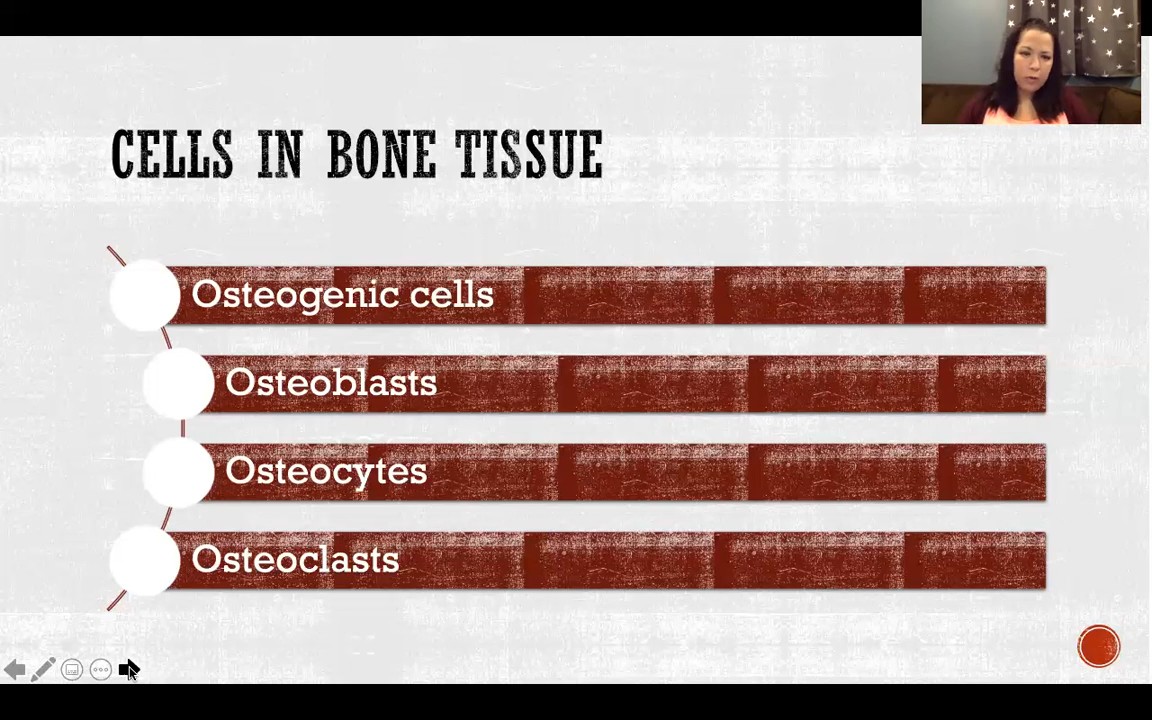 CELLS IN BONE TISSUE
Osteogenic cells
Osteoblasts
Osteocytes
Osteoclasts